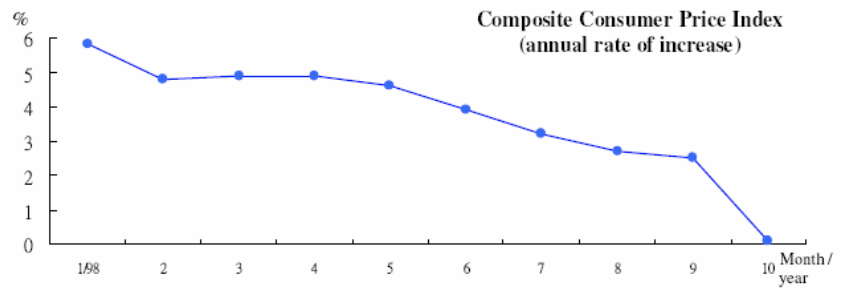 %
Composite Consumer Price Index
(annual rate of increase)
6
5
4
3
2
1
0
1/98 2 3 4 5 6 7 8 9 10 Month/
year